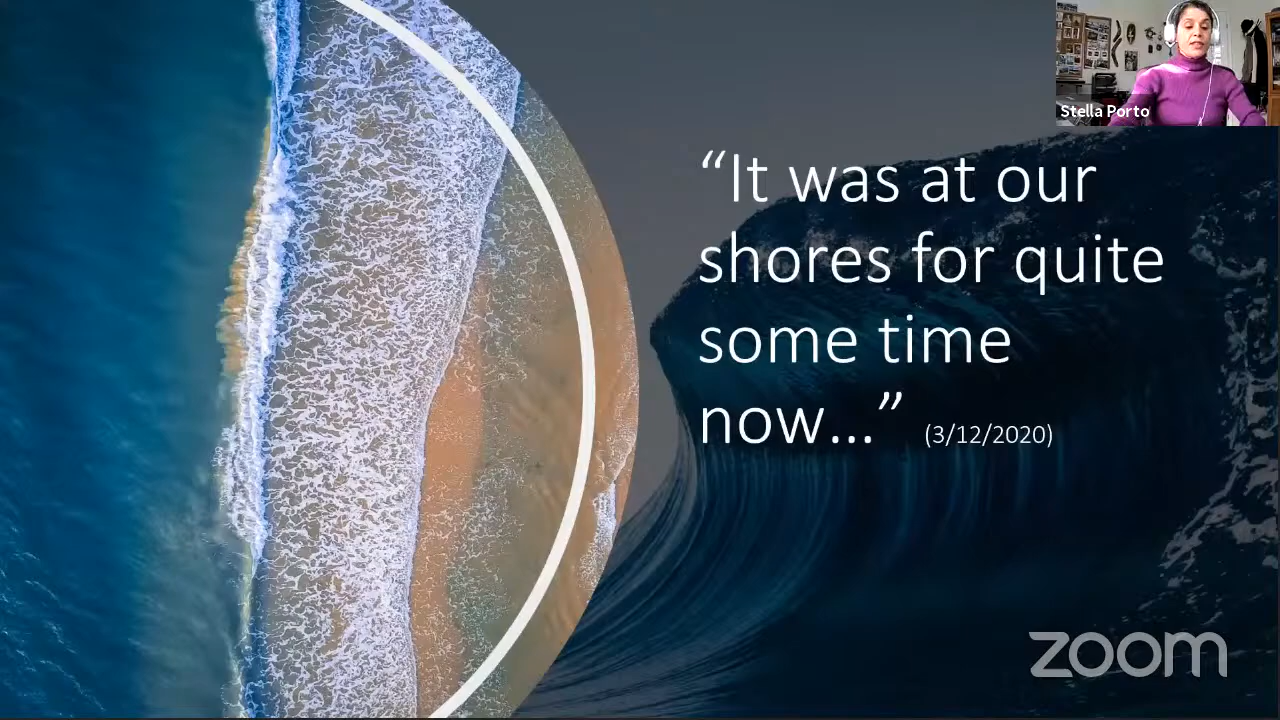 Stella Porto
“It was at our
shores for quite
some time
now…” (3/12/2020)
zoom